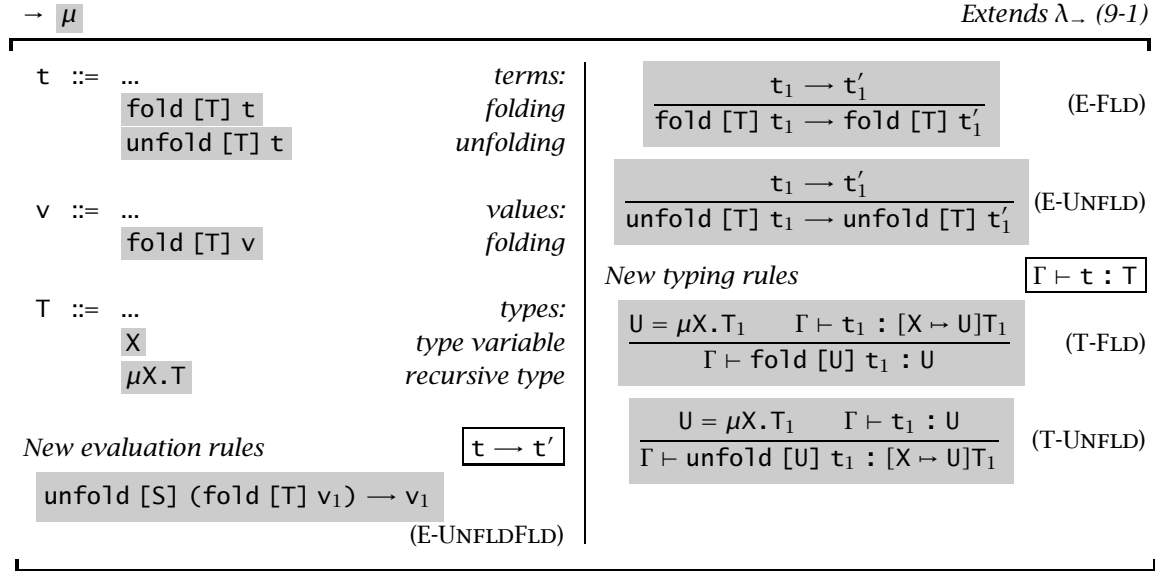 → μ Extends λ→ (9-1)
t ::= ... terms:
fold [T] t folding
unfold [T] t unfolding
v ::= ... values:
fold [T] v folding
T ::= ... types:
X type variable
μX.T recursive type
New evaluation rules t ⟶ t′
unfold [S] (fold [T] v₁) ⟶ v₁
(E-UNFLDFLD)
t₁ ⟶ t′₁
fold [T] t₁ ⟶ fold [T] t′₁ (E-FLD)
t₁ ⟶ t′₁
unfold [T] t₁ ⟶ unfold [T] t′₁ (E-UNFLD)
New typing rules Γ ⊢ t : T
U = μX.T₁ Γ ⊢ t₁ : [X ↦ U]T₁
Γ ⊢ fold [U] t₁ : U (T-FLD)
U = μX.T₁ Γ ⊢ t₁ : U
Γ ⊢ unfold [U] t₁ : [X ↦ U]T₁ (T-UNFLD)